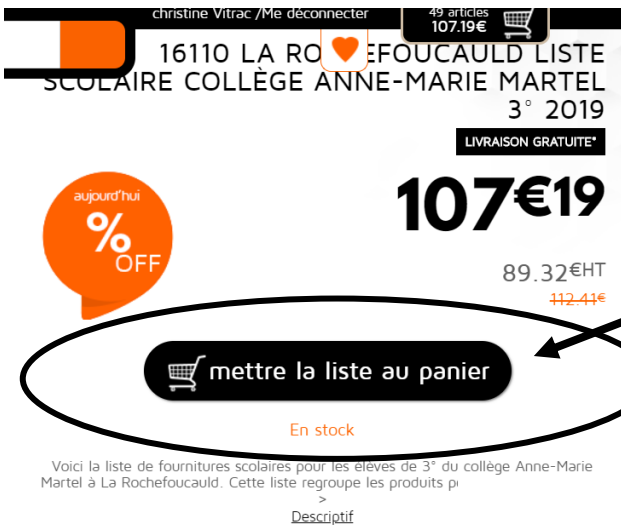 christine Vitrac /Me déconnecter
49 articles
107.19€
16110 LA RO EFOUCAULD LISTE
SCOLAIRE COLLÈGE ANNE-MARIE MARTEL
3° 2019
LIVRAISON GRATUITE*
107€19
aujourd'hui
%
OFF
89.32€HT
112.41€
mettre la liste au panier
En stock
Voici la liste de fournitures scolaires pour les élèves de 3° du collège Anne-Marie
Martel à La Rochefoucauld. Cette liste regroupe les produits
>
Descriptif